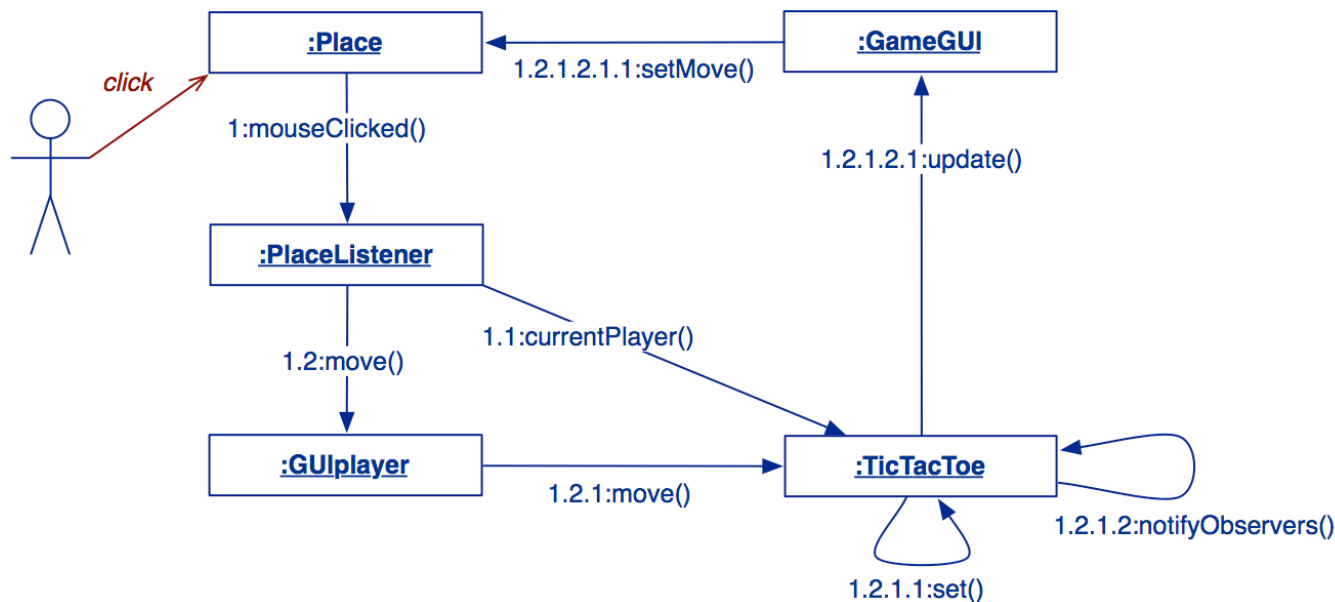 :Place
:GameGUI
1.2.1.2.1.1:setMove()
click
1:mouseClicked()
1.2.1.2.1:update()
:PlaceListener
1.1:currentPlayer()
1.2:move()
:GUIplayer
:TicTacToe
1.2.1:move()
1.2.1.2:notifyObservers()
1.2.1.1:set()